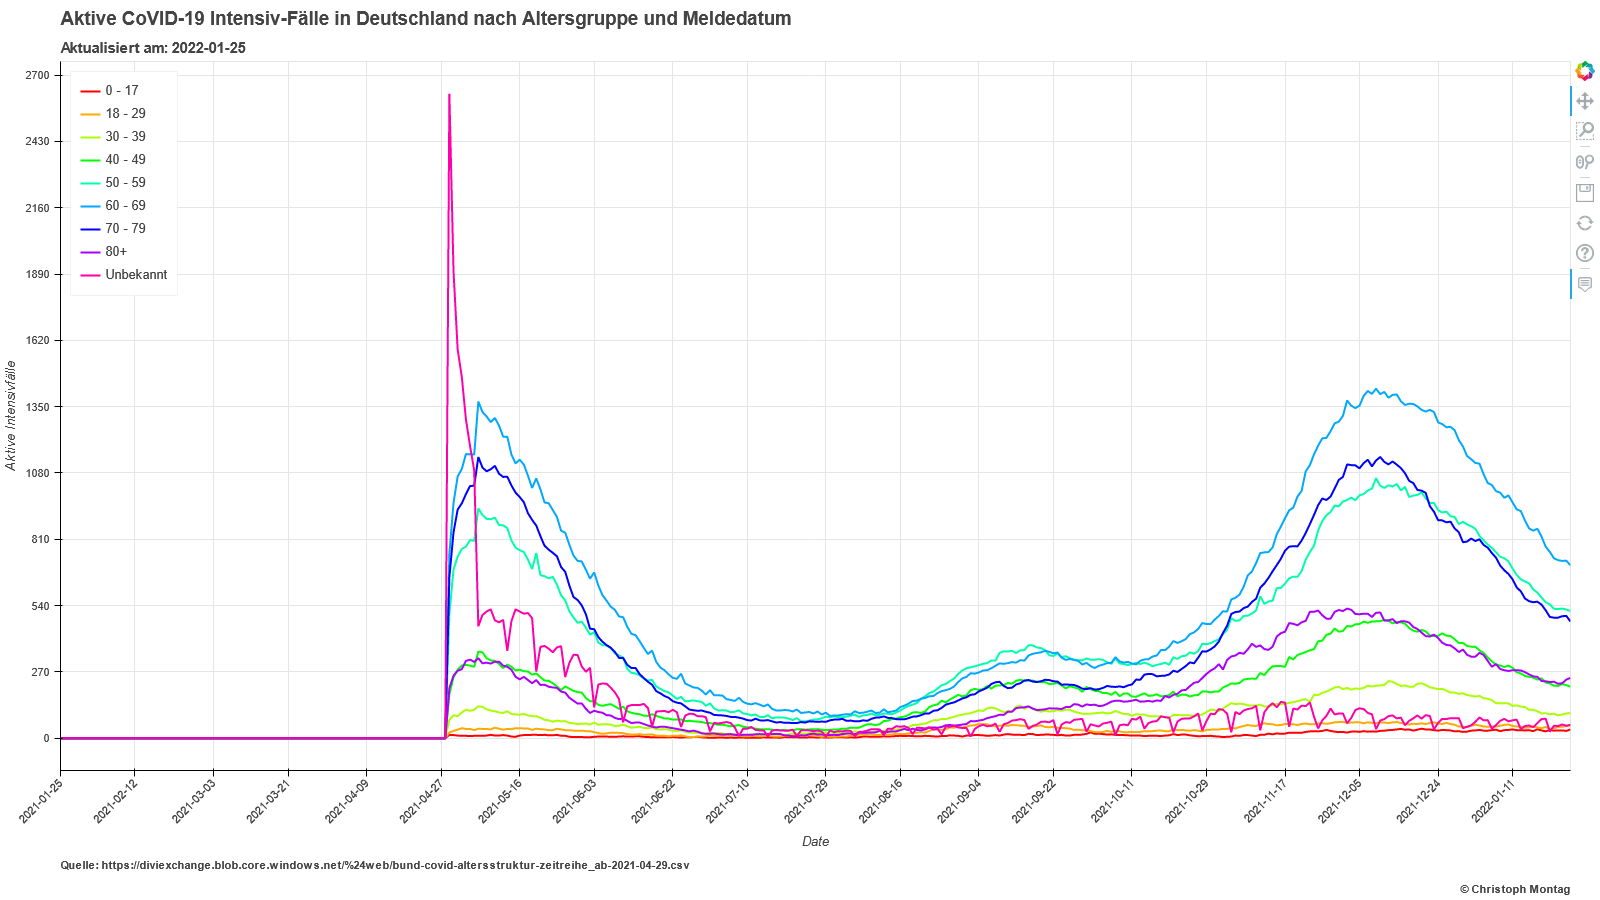 Aktive CoVID-19 Intensiv-Fälle in Deutschland nach Altersgruppe und Meldedatum
Aktualisiert am: 2022-01-25
0 - 17
18 - 29
30 - 39
40 - 49
50 - 59
60 - 69
70 - 79
80+
Unbekannt
2700
2430
2160
1890
1620
1350
1080
810
540
270
0
Aktive Intensivfälle
2021-01-25
2021-02-12
2021-03-03
2021-03-21
2021-04-09
2021-04-27
2021-05-16
2021-06-03
2021-06-22
2021-07-10
2021-07-29
2021-08-16
2021-09-04
2021-09-22
2021-10-11
2021-10-29
2021-11-17
2021-12-05
2021-12-24
2022-01-11
Date
Quelle: https://diviexchange.blob.core.windows.net/%24web/bund-covid-altersstruktur-zeitreihe_ab-2021-04-29.csv
© Christoph Montag